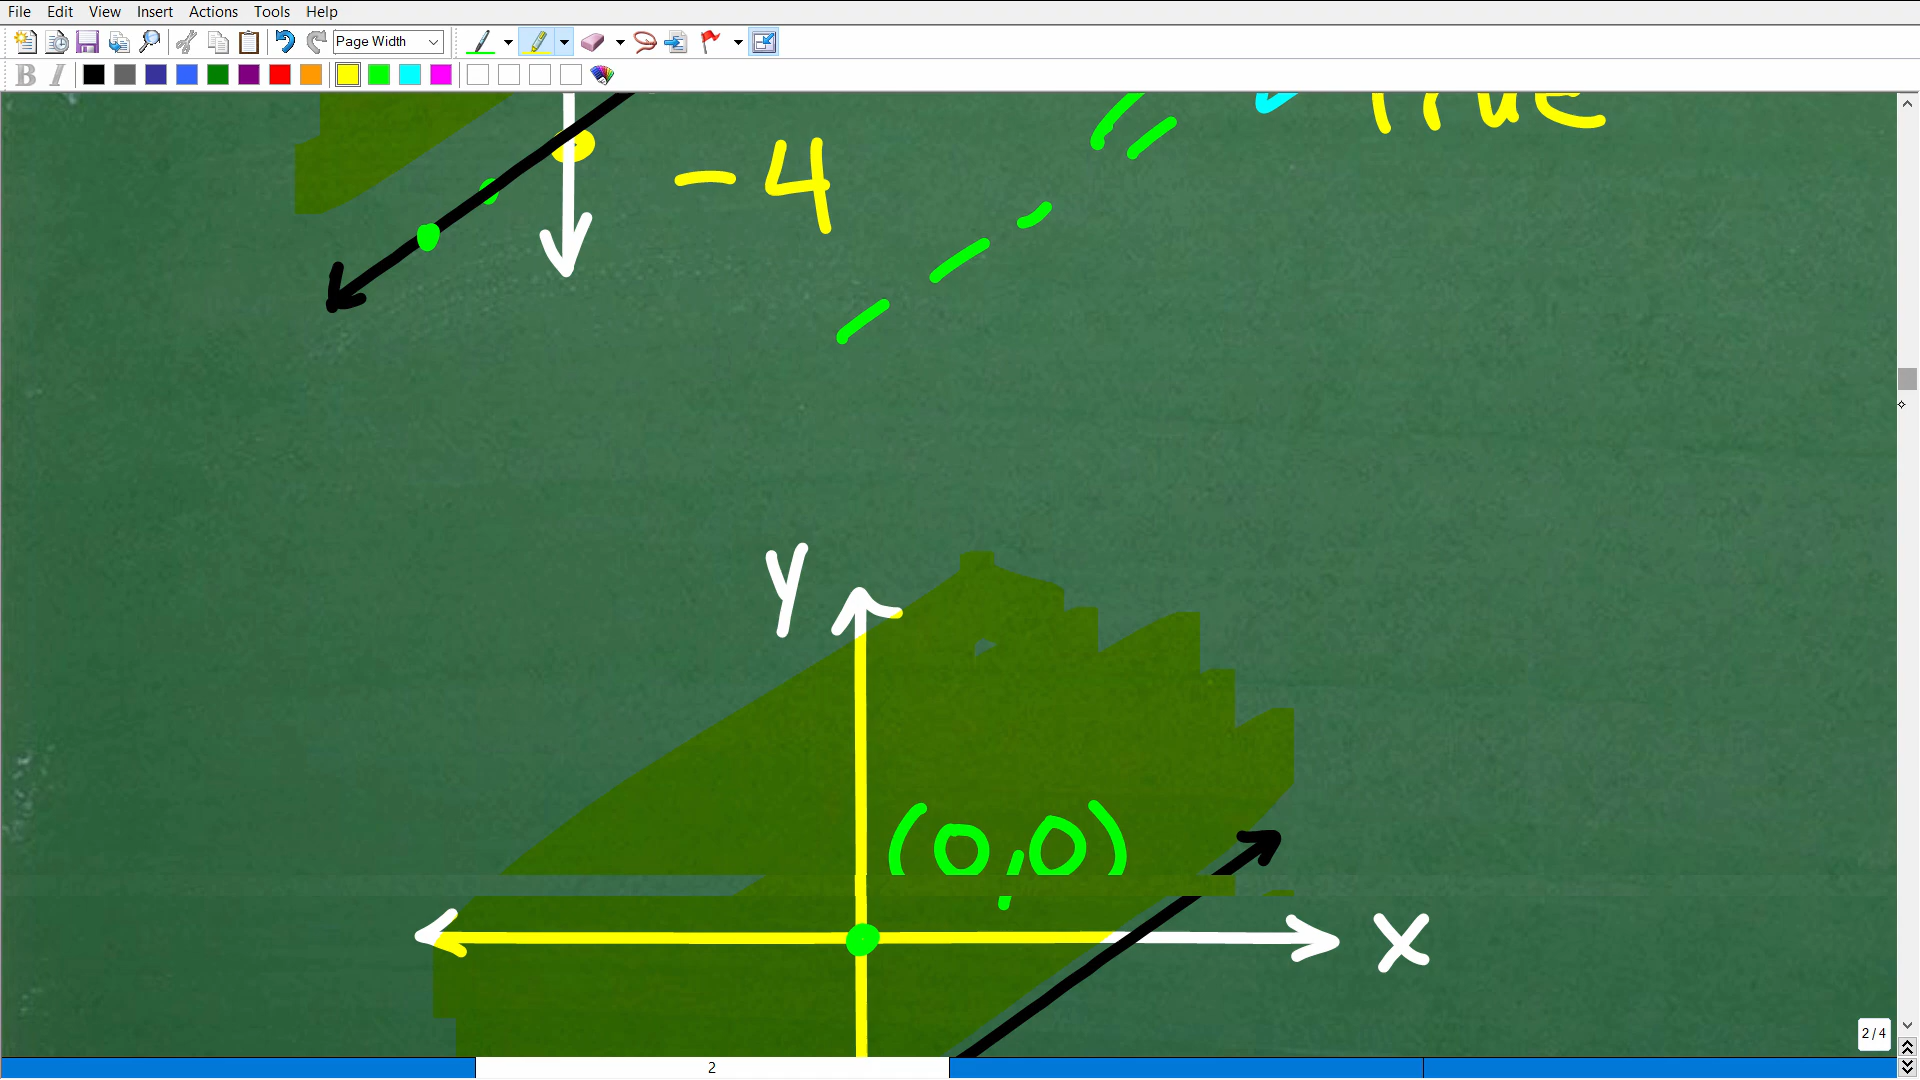 File Edit View Insert Actions Tools Help
Page Width
B I
True
-4
y
(0,0)
x
2 / 4
2